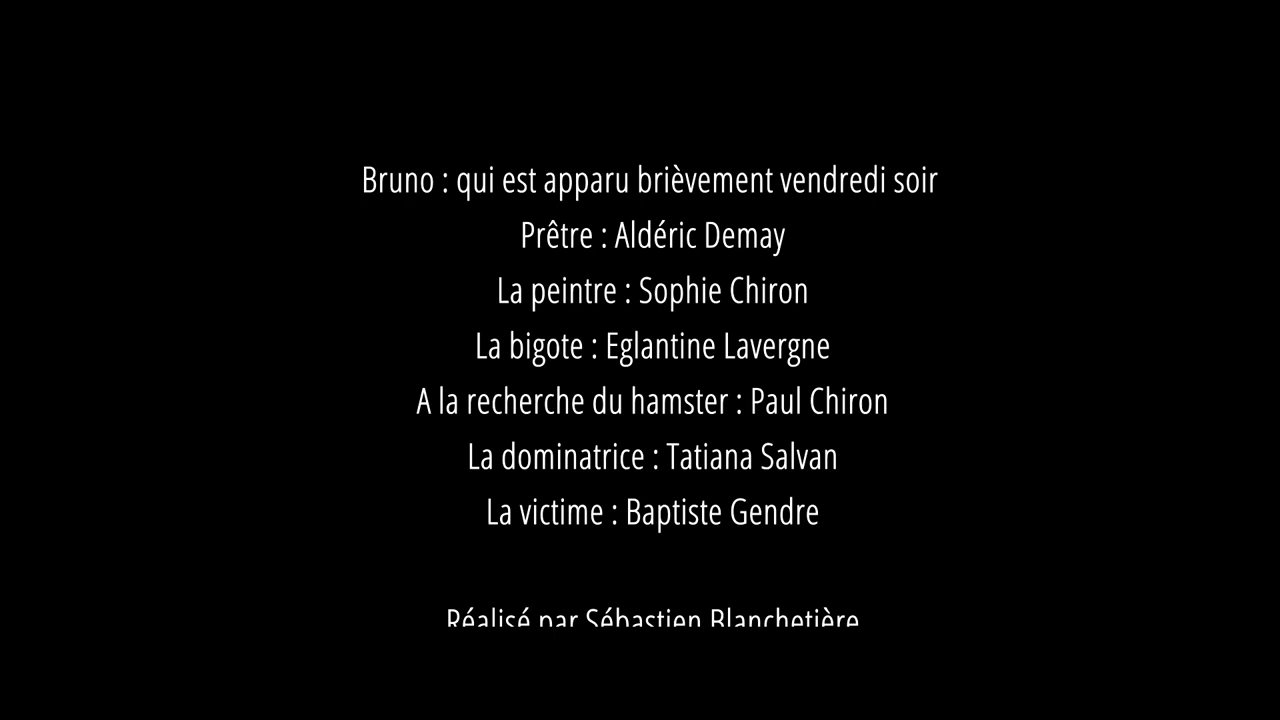 Bruno : qui est apparu brièvement vendredi soir
Prêtre : Aldéric Demay
La peintre : Sophie Chiron
La bigote : Eglantine Lavergne
A la recherche du hamster : Paul Chiron
La dominatrice : Tatiana Salvan
La victime : Baptiste Gendre
Réalisé par Sébastien Blanchetière